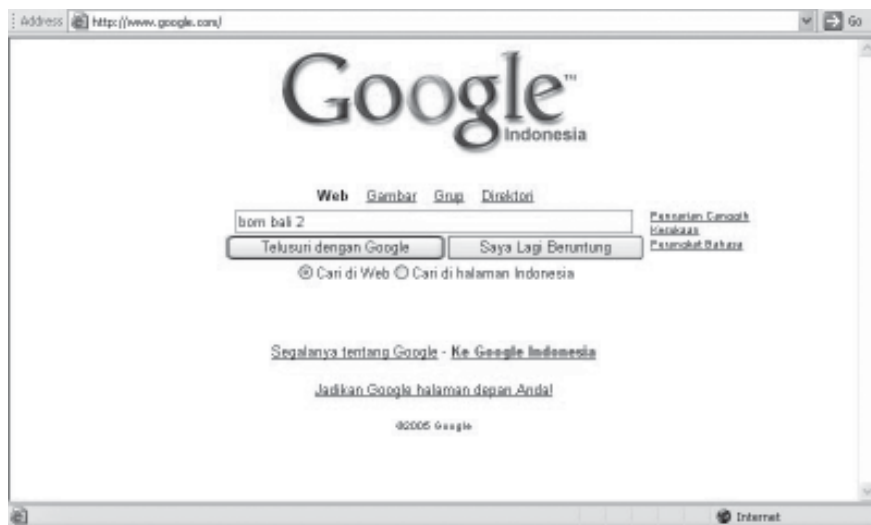 Address http://www.google.com/ Go
Google™
Indonesia
Web Gambar Grup Direktori
bom bali 2
Pencarian Canggih
Telusuri dengan Google Saya Lagi Beruntung
Perangkat Bahasa
Cari di Web Cari di halaman Indonesia
Segalanya tentang Google - Ke Google Indonesia
Jadikan Google halaman depan Anda!
©2005 Google
Internet